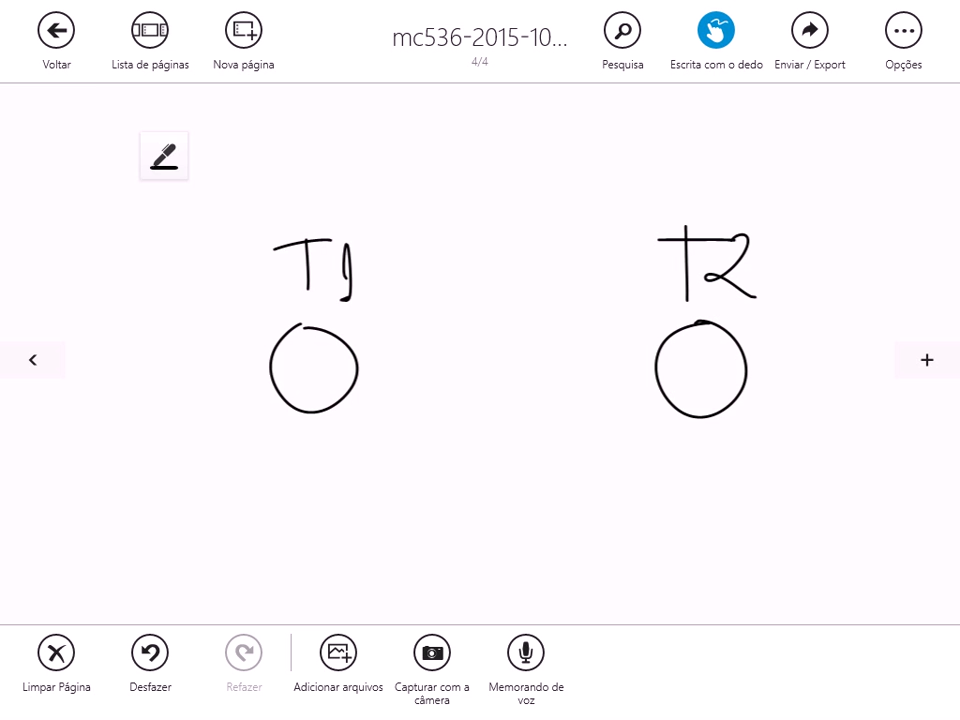 Voltar
Lista de páginas
Nova página
mc536-2015-10...
4/4
Pesquisa
Escrita com o dedo
Enviar / Export
Opções
T1
T2
Limpar Página
Desfazer
Refazer
Adicionar arquivos
Capturar com a
câmera
Memorando de
voz